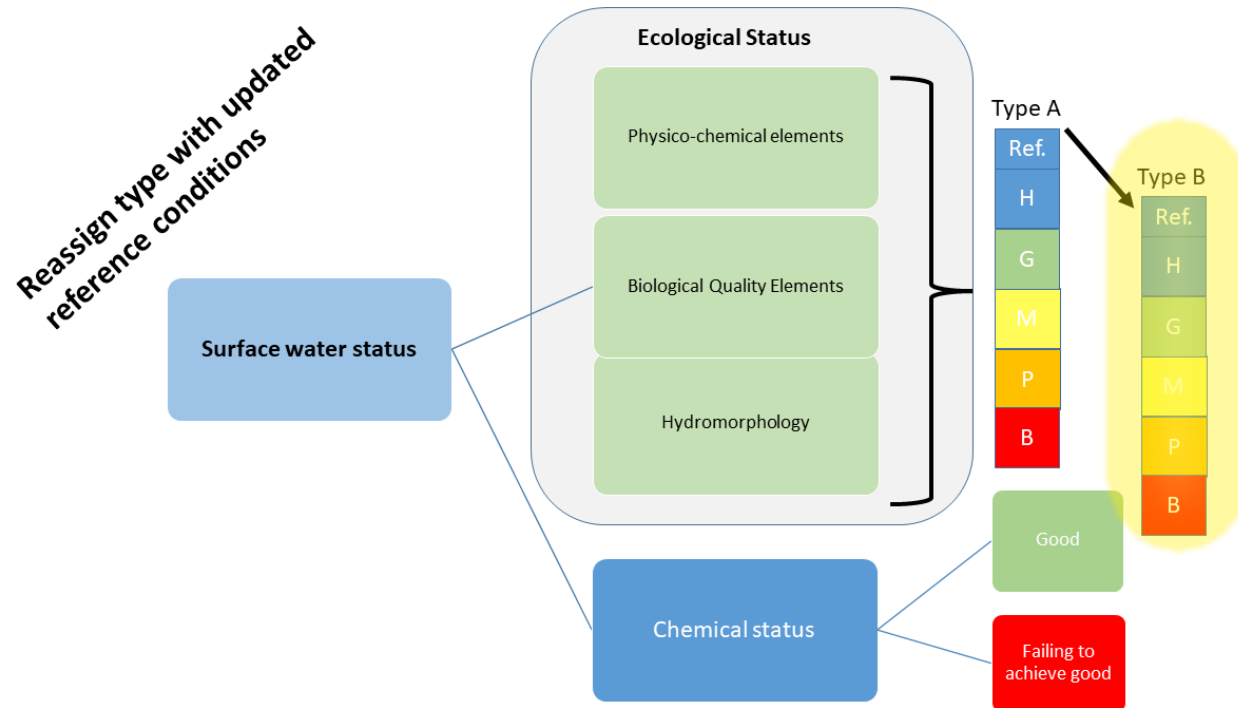 Reassign type with updated
reference conditions
Surface water status
Ecological Status
Physico-chemical elements
Biological Quality Elements
Hydromorphology
Chemical status
Type A
Ref.
H
G
M
P
B
Type B
Ref.
H
G
M
P
B
Good
Failing to
achieve good